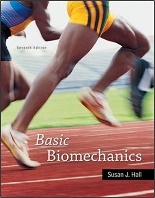 Seventh Edition
Basic
Biomechanics
Susan J. Hall